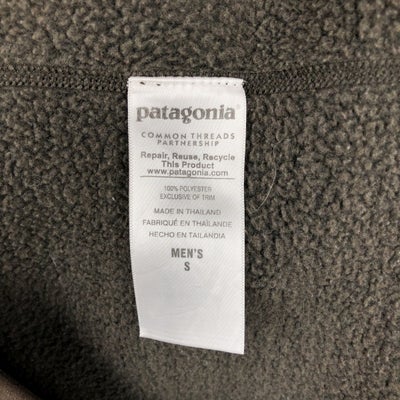 patagonia
COMMON THREADS
PARTNERSHIP
Repair, Reuse, Recycle
This Product
www.patagonia.com
100% POLYESTER
EXCLUSIVE OF TRIM
MADE IN THAILAND
FABRIQUÉ EN THAÏLANDE
HECHO EN TAILANDIA
MEN'S
S